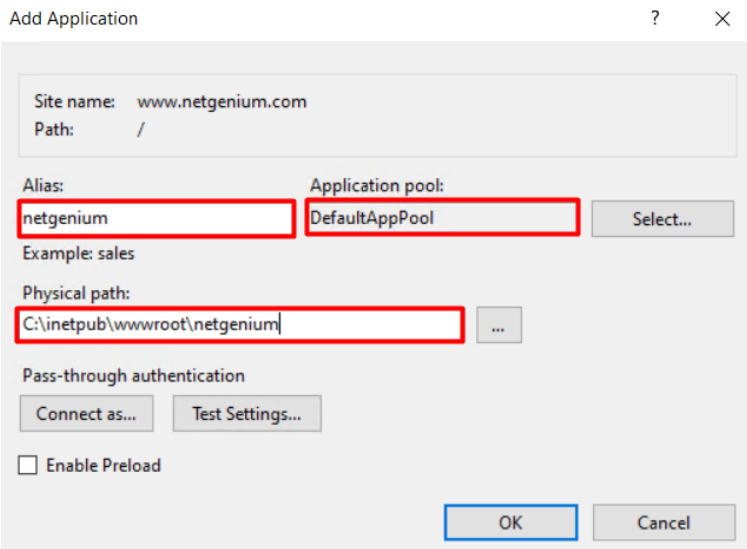 Add Application ?
Site name: www.netgenium.com
Path: /
Alias: Application pool:
netgenium DefaultAppPool Select...
Example: sales
Physical path:
C:\inetpub\wwwroot\netgenium ...
Pass-through authentication
Connect as... Test Settings...
Enable Preload
OK Cancel